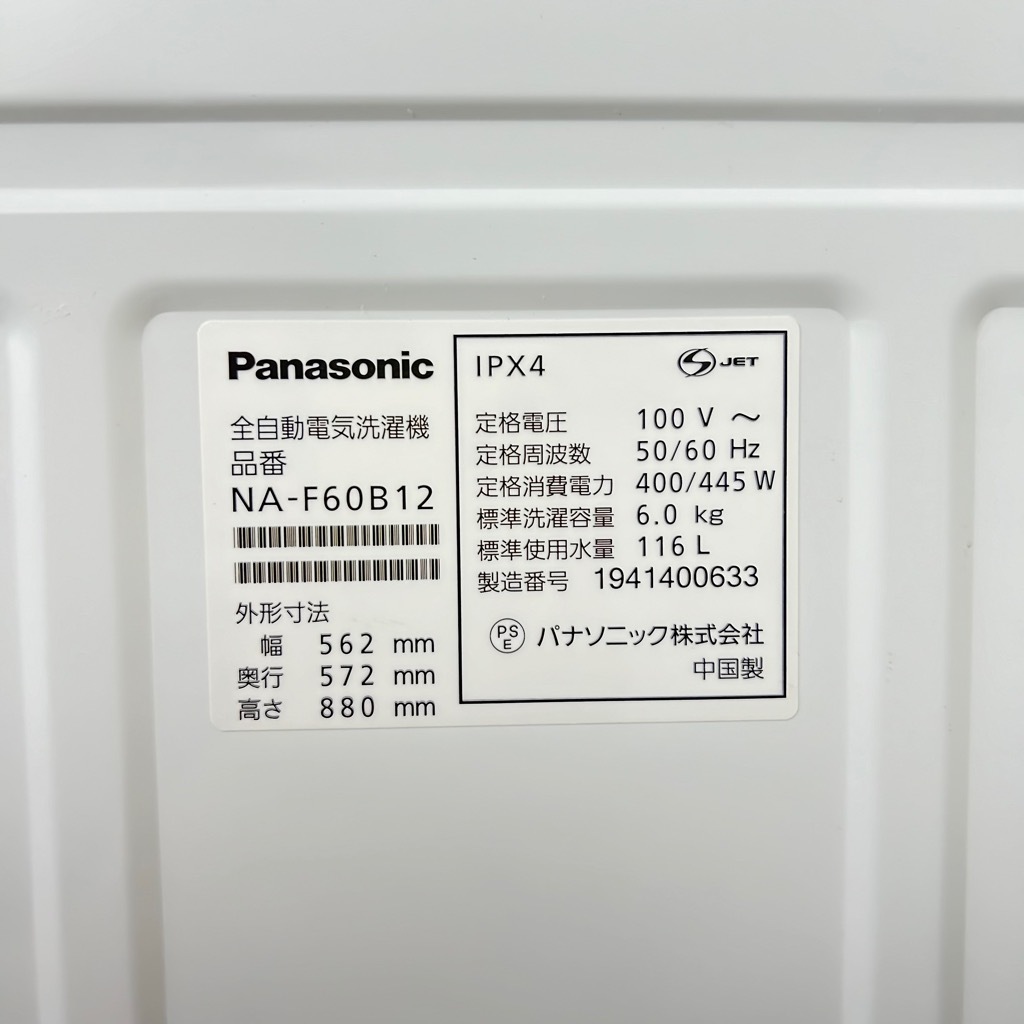 Panasonic
全自動電気洗濯機
品番
NA-F60B12
外形寸法
幅 562 mm
奥行 572 mm
高さ 880 mm
IPX4
S JET
定格電圧 100 V ～
定格周波数 50/60 Hz
定格消費電力 400/445 W
標準洗濯容量 6.0 kg
標準使用水量 116 L
製造番号 1941400633
PSE パナソニック株式会社
中国製